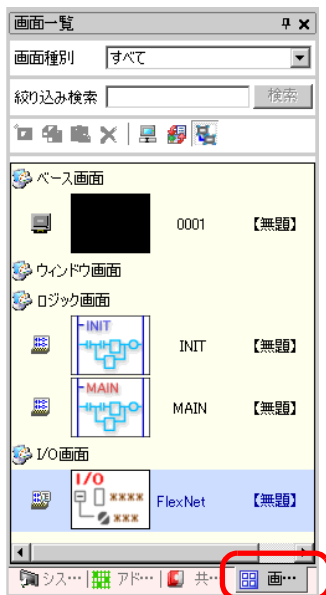 画面一覧
画面種別 すべて
絞り込み検索 検索
ベース画面
0001 【無題】
ウィンドウ画面
ロジック画面
INIT
INIT 【無題】
MAIN
MAIN 【無題】
I/O画面
I/O
****
***
FlexNet 【無題】
シス… アド… 共… 画…